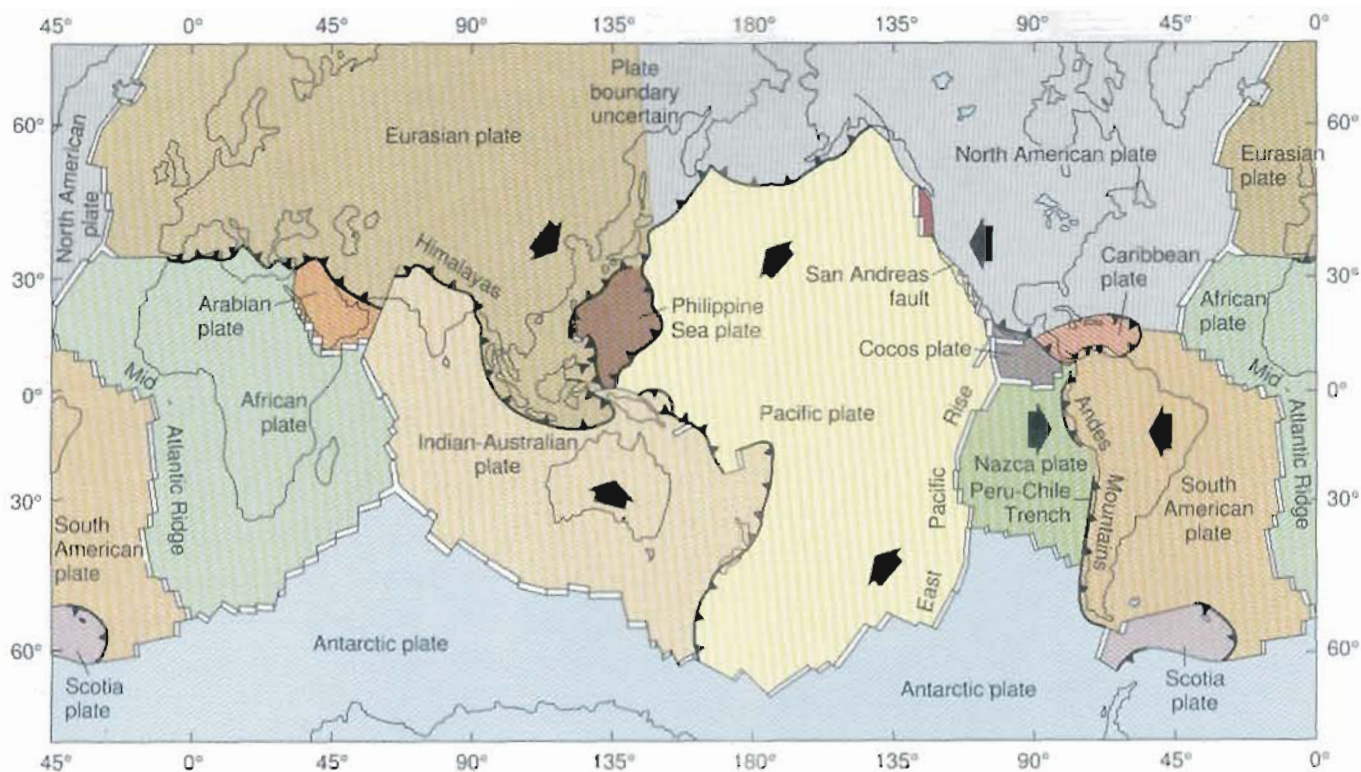 45° 0° 45° 90° 135° 180° 135° 90° 45° 0°
Plate
boundary
uncertain
60°
60°
Eurasian plate
North American plate
Eurasian
plate
North American
plate
Himalayas
Caribbean
plate
30°
30°
San Andreas
fault
Arabian
plate
Philippine
Sea plate
African
plate
Cocos plate
Mid
Atlantic Ridge
African
plate
0°
0°
Pacific plate
East Pacific Rise
Andes
Mountains
Mid
Atlantic Ridge
Indian-Australian
plate
Nazca plate
Peru-Chile
Trench
30°
30°
South
American
plate
South
American
plate
Antarctic plate
60°
60°
Scotia
plate
Antarctic plate
Scotia
plate
45° 0° 45° 90° 135° 180° 135° 90° 45° 0°